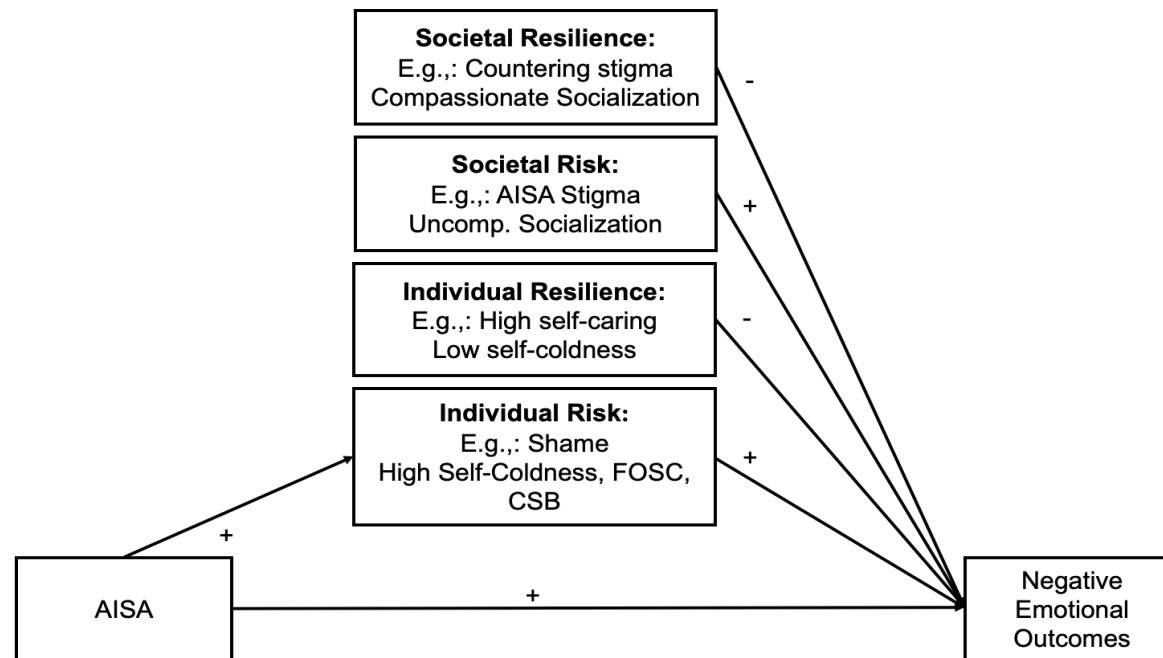 Societal Resilience:
E.g.,: Countering stigma
Compassionate Socialization
-
Societal Risk:
E.g.,: AISA Stigma
Uncomp. Socialization
+
Individual Resilience:
E.g.,: High self-caring
Low self-coldness
-
Individual Risk:
E.g.,: Shame
High Self-Coldness, FOSC,
CSB
+
+
AISA
+
Negative
Emotional
Outcomes